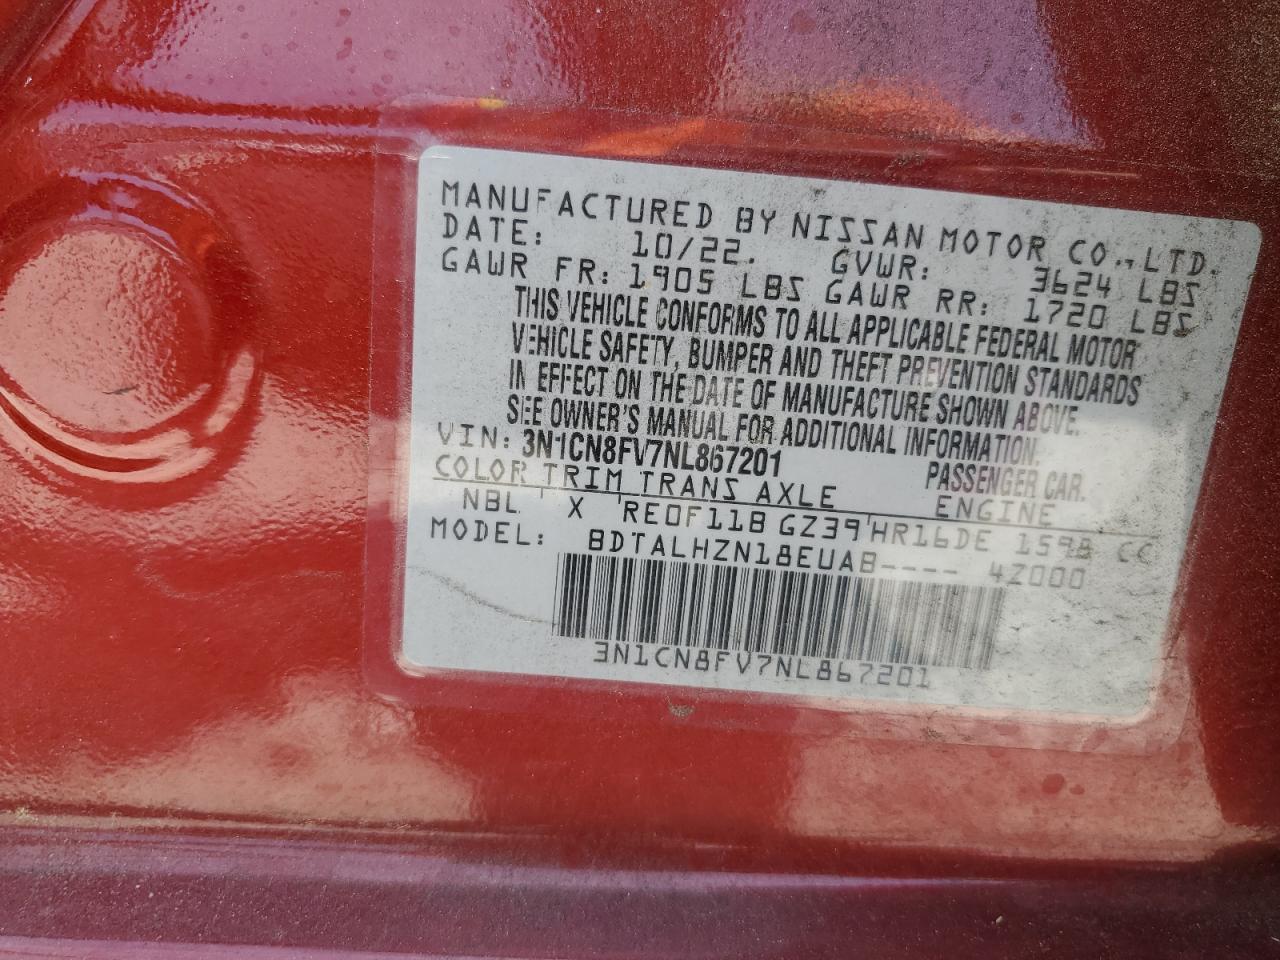 MANUFACTURED BY NISSAN MOTOR CO.,LTD.
DATE: 10/22. GVWR: 3624 LBS
GAWR FR: 1905 LBS GAWR RR: 1720 LBS
THIS VEHICLE CONFORMS TO ALL APPLICABLE FEDERAL MOTOR
VEHICLE SAFETY, BUMPER AND THEFT PREVENTION STANDARDS
IN EFFECT ON THE DATE OF MANUFACTURE SHOWN ABOVE.
SEE OWNER'S MANUAL FOR ADDITIONAL INFORMATION.
VIN: 3N1CN8FV7NL867201 PASSENGER CAR.
COLOR TRIM TRANS AXLE ENGINE
NBL X RE0F11B GZ39 HR16DE 1598 CC
MODEL: BDTALHZN18EUAB---- 4Z000
3N1CN8FV7NL867201